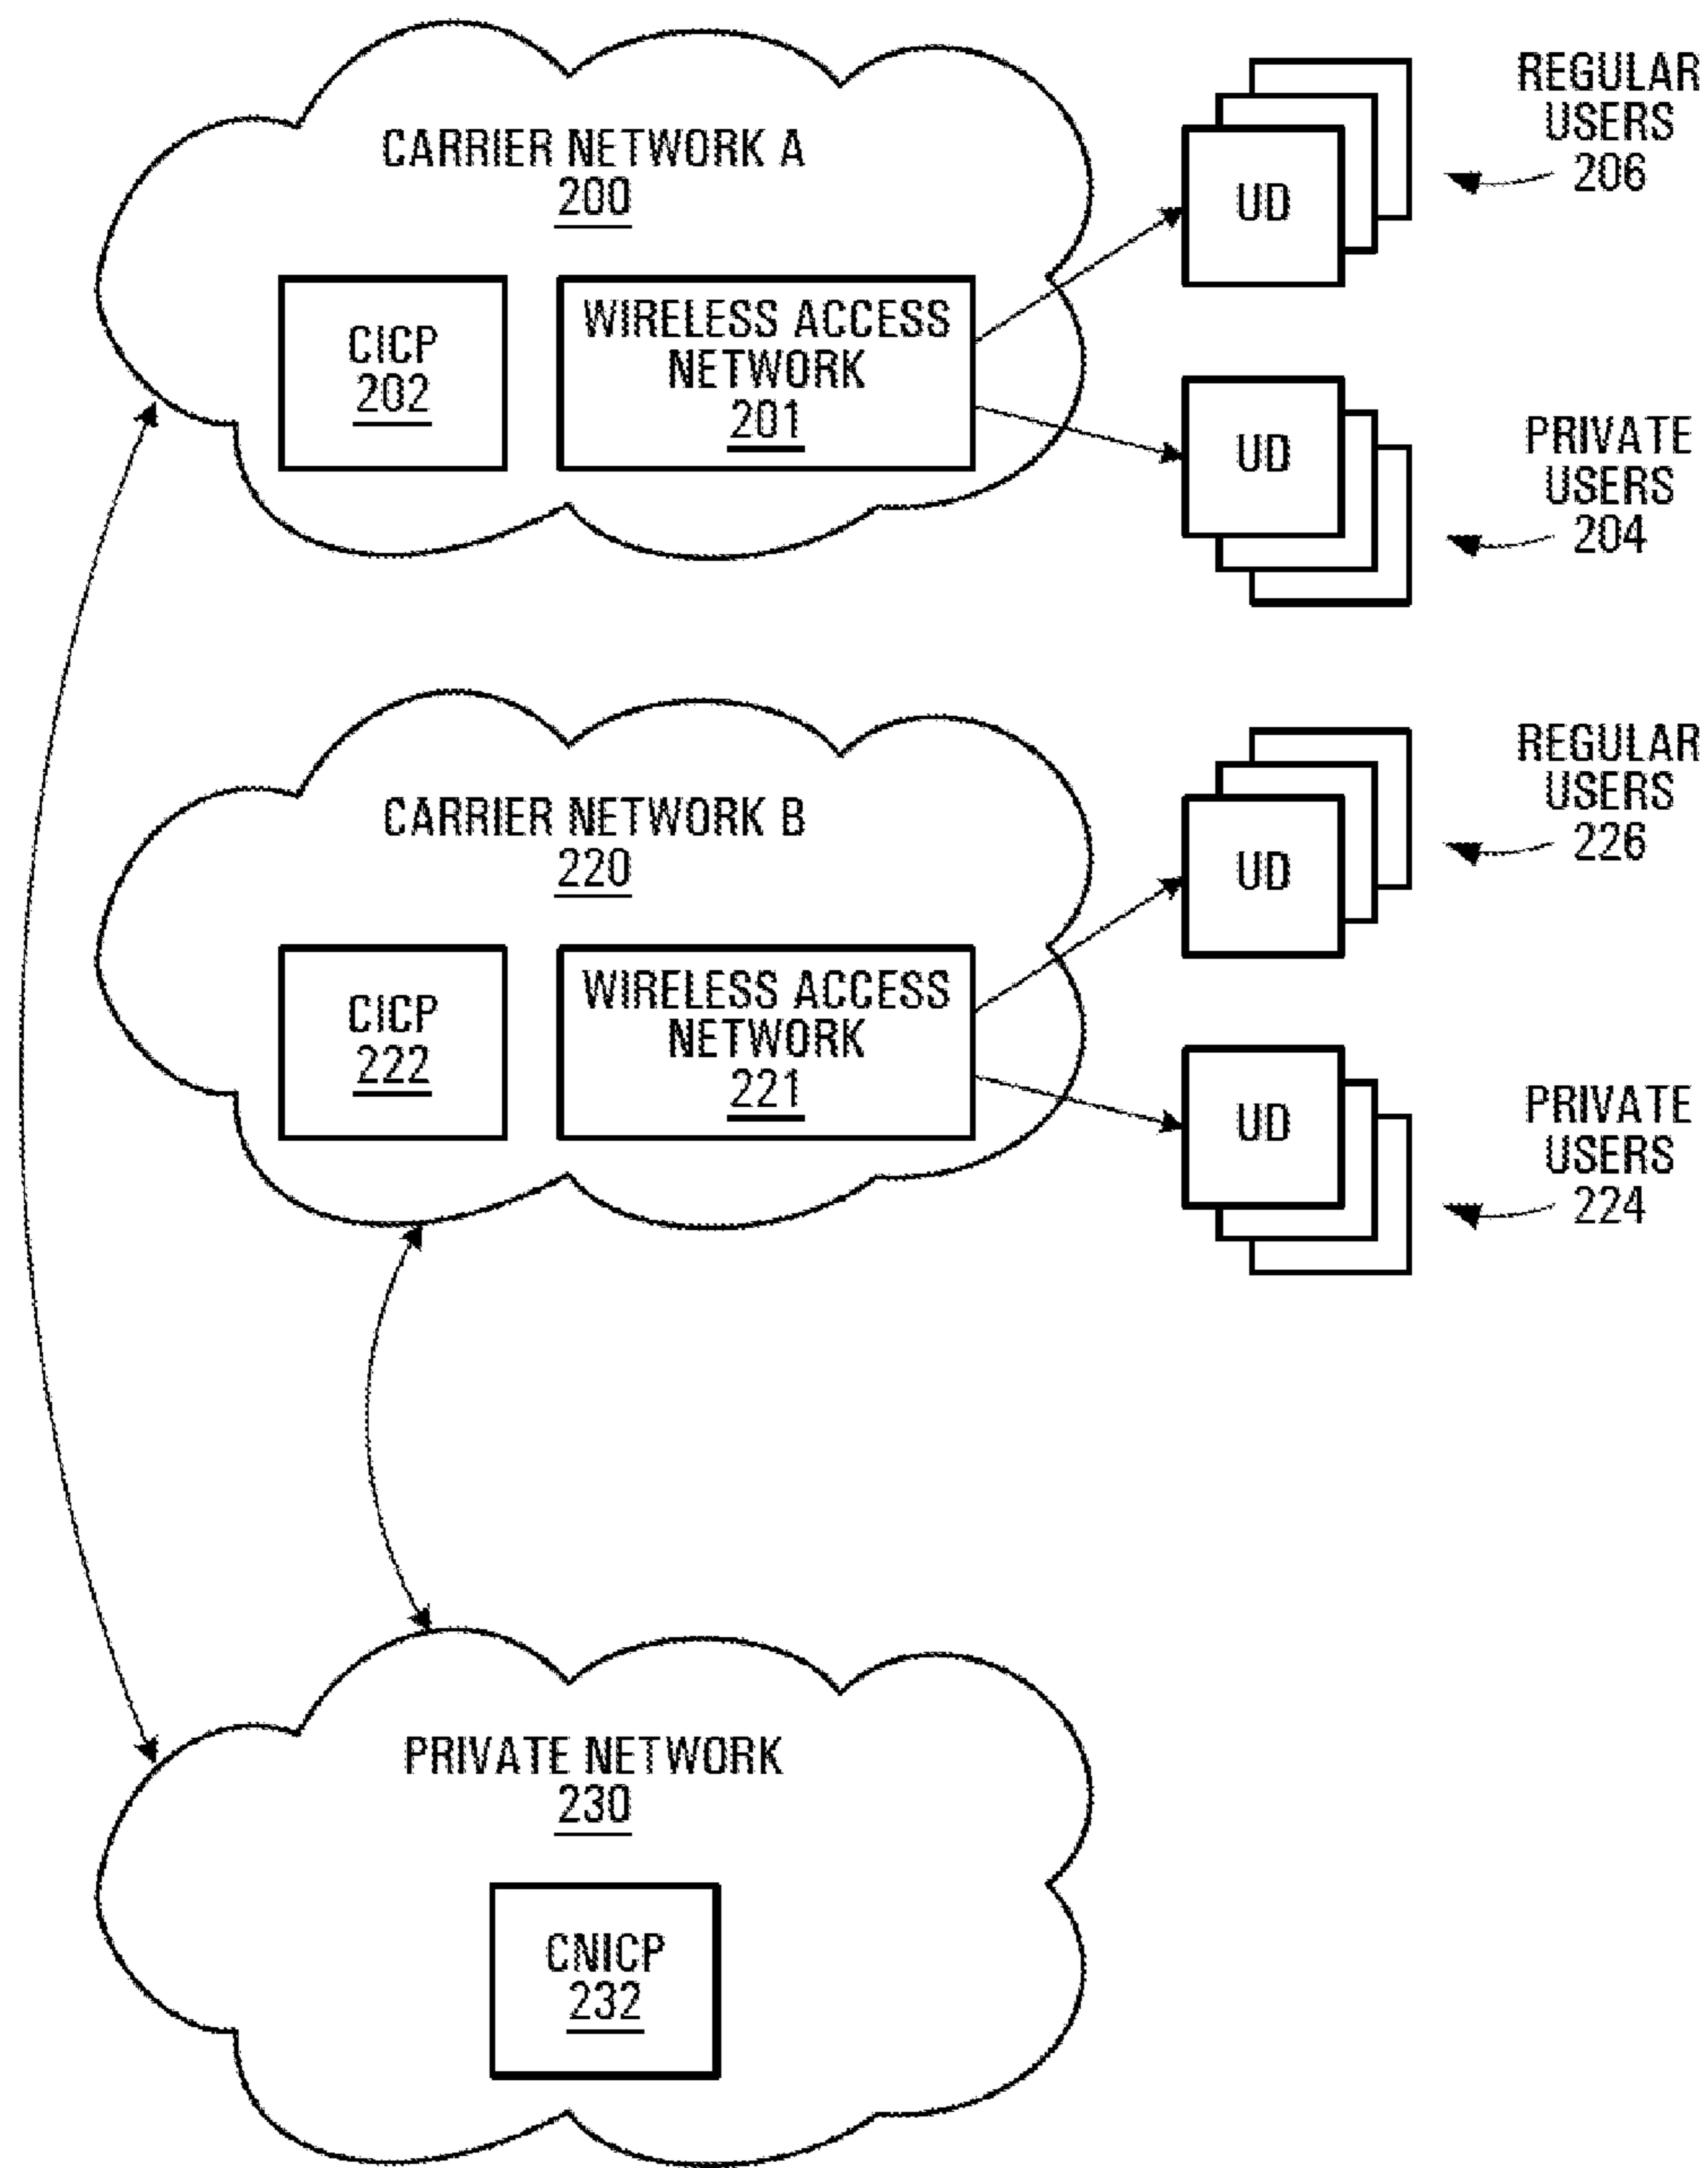 CARRIER NETWORK A
200
CICP
202
WIRELESS ACCESS
NETWORK
201
UD
REGULAR
USERS
206
UD
PRIVATE
USERS
204
CARRIER NETWORK B
220
CICP
222
WIRELESS ACCESS
NETWORK
221
UD
REGULAR
USERS
226
UD
PRIVATE
USERS
224
PRIVATE NETWORK
230
CNICP
232